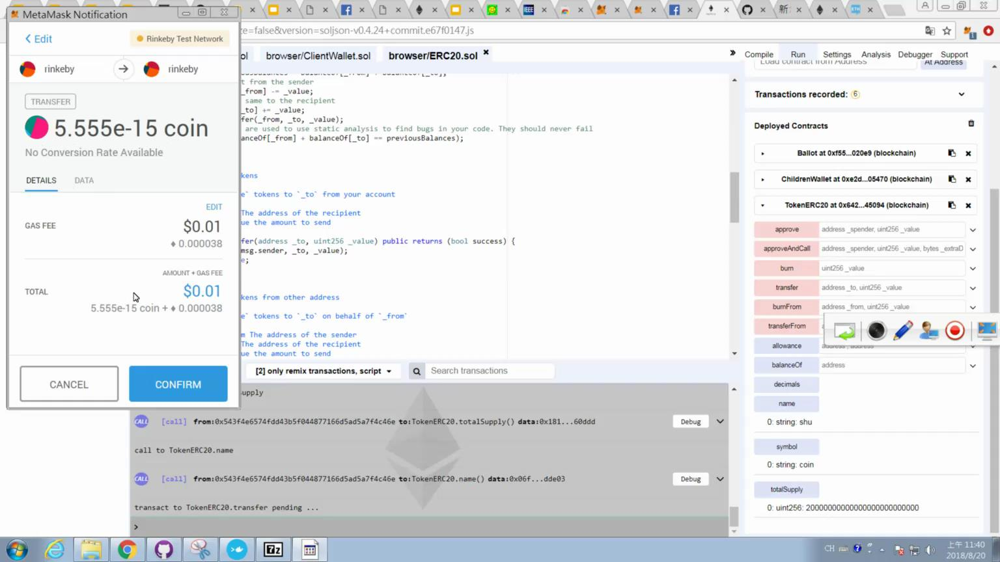 MetaMask Notification
Edit
Rinkeby Test Network
rinkeby
rinkeby
TRANSFER
5.555e-15 coin
No Conversion Rate Available
DETAILS
DATA
EDIT
GAS FEE
$0.01
♦ 0.000038
AMOUNT + GAS FEE
TOTAL
$0.01
5.555e-15 coin + ♦ 0.000038
CANCEL
CONFIRM
IEEE
新
ze=false&version=soljson-v0.4.24+commit.e67f0147.js
1
ol
browser/ClientWallet.sol
browser/ERC20.sol
Compile
Run
Settings
Analysis
Debugger
Support
t from the sender
_from] -= _value;
same to the recipient
_to] += _value;
fer(_from, _to, _value);
are used to use static analysis to find bugs in your code. They should never fail
anceOf[_from] + balanceOf[_to] == previousBalances);
kens
e` tokens to `_to` from your account
The address of the recipient
ue the amount to send
fer(address _to, uint256 _value) public returns (bool success) {
msg.sender, _to, _value);
e;
kens from other address
e` tokens to `_to` on behalf of `_from`
m The address of the sender
The address of the recipient
ue the amount to send
[2] only remix transactions, script
Search transactions
upply
CALL [call] from:0x543f4e6574fdd43b5f044877166d5ad5a7f4c46e to:TokenERC20.totalSupply() data:0x181...60ddd
Debug
call to TokenERC20.name
CALL [call] from:0x543f4e6574fdd43b5f044877166d5ad5a7f4c46e to:TokenERC20.name() data:0x06f...dde03
Debug
transact to TokenERC20.transfer pending ...
>
Load contract from Address
At Address
Transactions recorded: 6
Deployed Contracts
Ballot at 0xf55...020e9 (blockchain)
ChildrenWallet at 0xe2d...05470 (blockchain)
TokenERC20 at 0x642...45094 (blockchain)
approve
address _spender, uint256 _value
approveAndCall
address _spender, uint256 _value, bytes _extraD
burn
uint256 _value
transfer
address _to, uint256 _value
burnFrom
address _from, uint256 _value
transferFrom
allowance
address , address
balanceOf
address
decimals
name
0: string: shu
symbol
0: string: coin
totalSupply
0: uint256: 20000000000000000000000000
CH
上午 11:40
2018/8/20